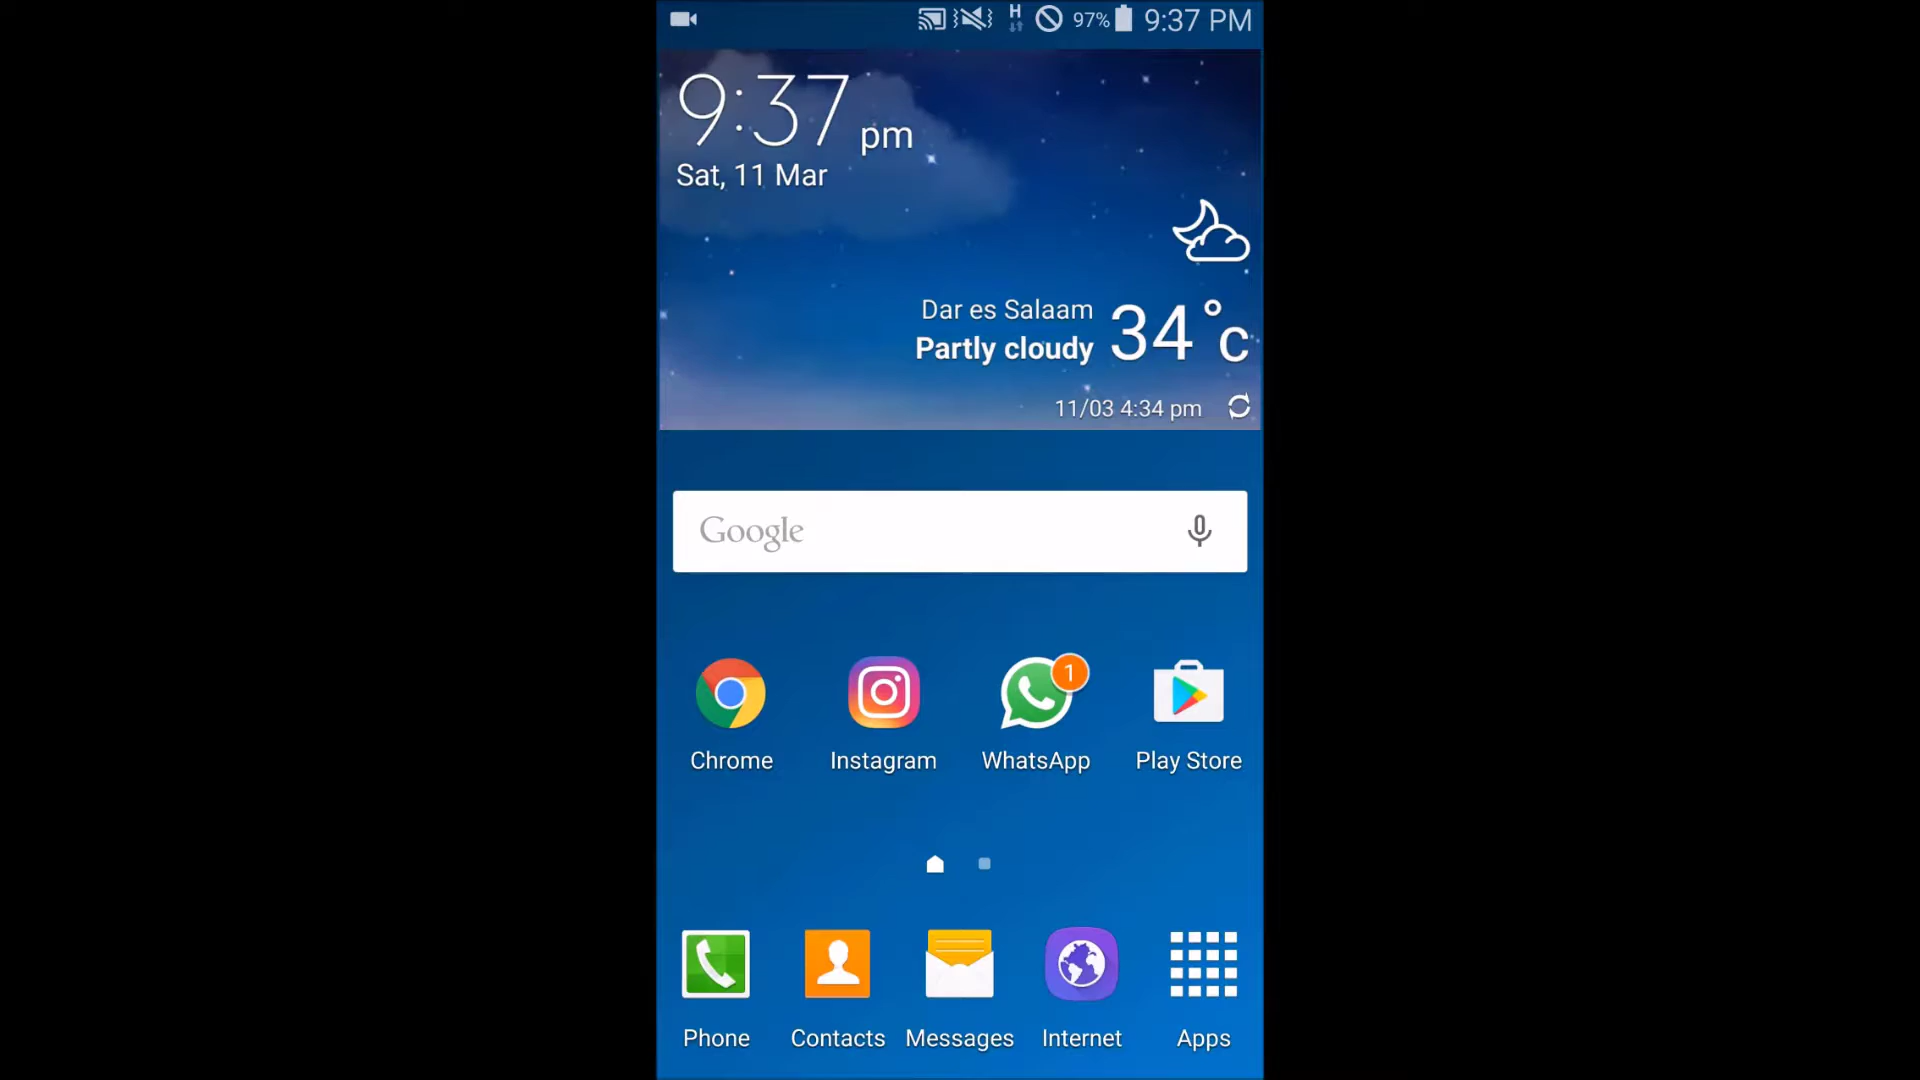 H 97% 9:37 PM
9:37 pm
Sat, 11 Mar
Dar es Salaam
Partly cloudy
34°c
11/03 4:34 pm
Google
1
Chrome Instagram WhatsApp Play Store
Phone Contacts Messages Internet Apps